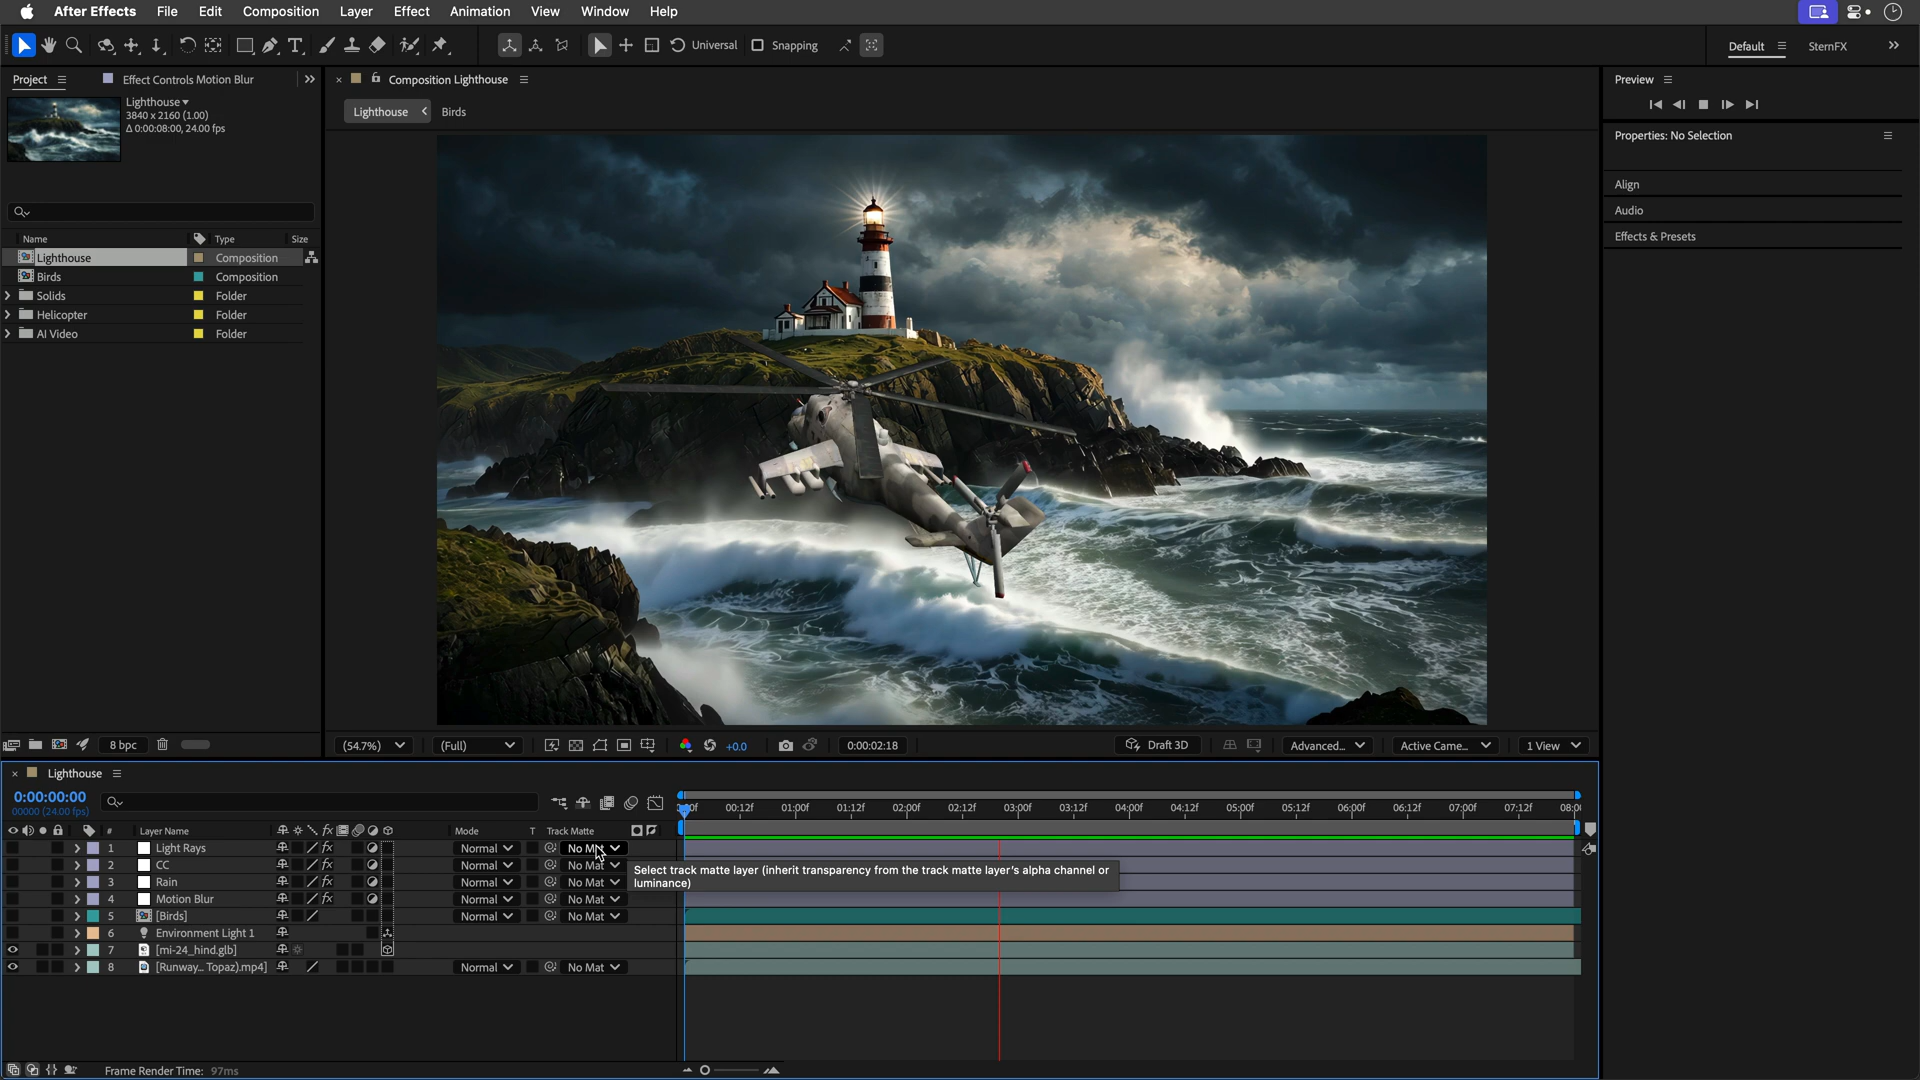 After Effects File Edit Composition Layer Effect Animation View Window Help
Universal Snapping Default SternFX
Project Effect Controls Motion Blur
Lighthouse
3840 x 2160 (1.00)
Δ 0:00:08:00, 24.00 fps
Name Type Size
Lighthouse Composition
Birds Composition
Solids Folder
Helicopter Folder
AI Video Folder
8 bpc
Composition Lighthouse
Lighthouse Birds
(54.7%) (Full) +0.0 0:00:02:18 Draft 3D Advanced... Active Came... 1 View
Preview
Properties: No Selection
Align
Audio
Effects & Presets
Lighthouse
0:00:00:00
00000 (24.00 fps)
00:12f 01:00f 01:12f 02:00f 02:12f 03:00f 03:12f 04:00f 04:12f 05:00f 05:12f 06:00f 06:12f 07:00f 07:12f
# Layer Name fx Mode T Track Matte
1 Light Rays fx Normal No Mat
2 CC fx Normal No Mat
3 Rain fx Normal No Mat
4 Motion Blur fx Normal No Mat
5 [Birds] Normal No Mat
6 Environment Light 1
7 [mi-24_hind.glb]
8 [Runway... Topaz).mp4] Normal No Mat
Select track matte layer (inherit transparency from the track matte layer's alpha channel or
luminance)
Frame Render Time: 97ms